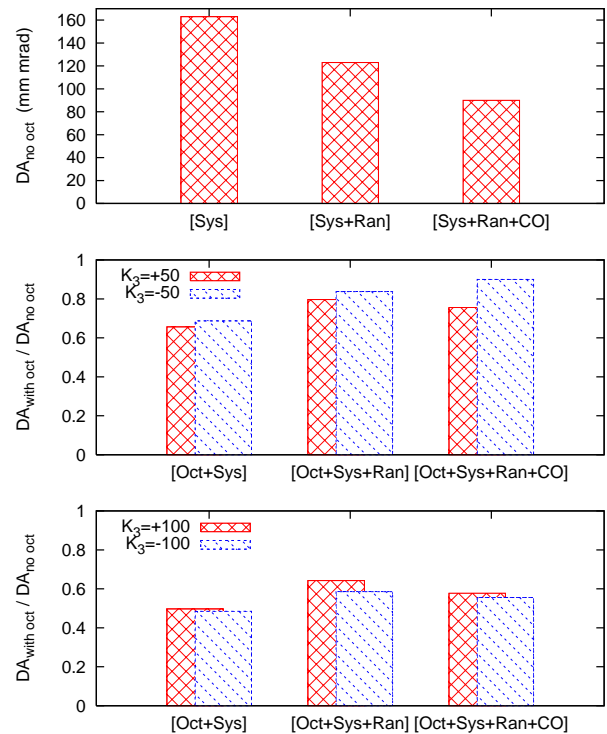 DA_no oct (mm mrad)
160
140
120
100
80
60
40
20
0
[Sys] [Sys+Ran] [Sys+Ran+CO]
DA_with oct / DA_no oct
1
0.8
0.6
0.4
0.2
0
K_3=+50
K_3=-50
[Oct+Sys] [Oct+Sys+Ran] [Oct+Sys+Ran+CO]
DA_with oct / DA_no oct
1
0.8
0.6
0.4
0.2
0
K_3=+100
K_3=-100
[Oct+Sys] [Oct+Sys+Ran] [Oct+Sys+Ran+CO]